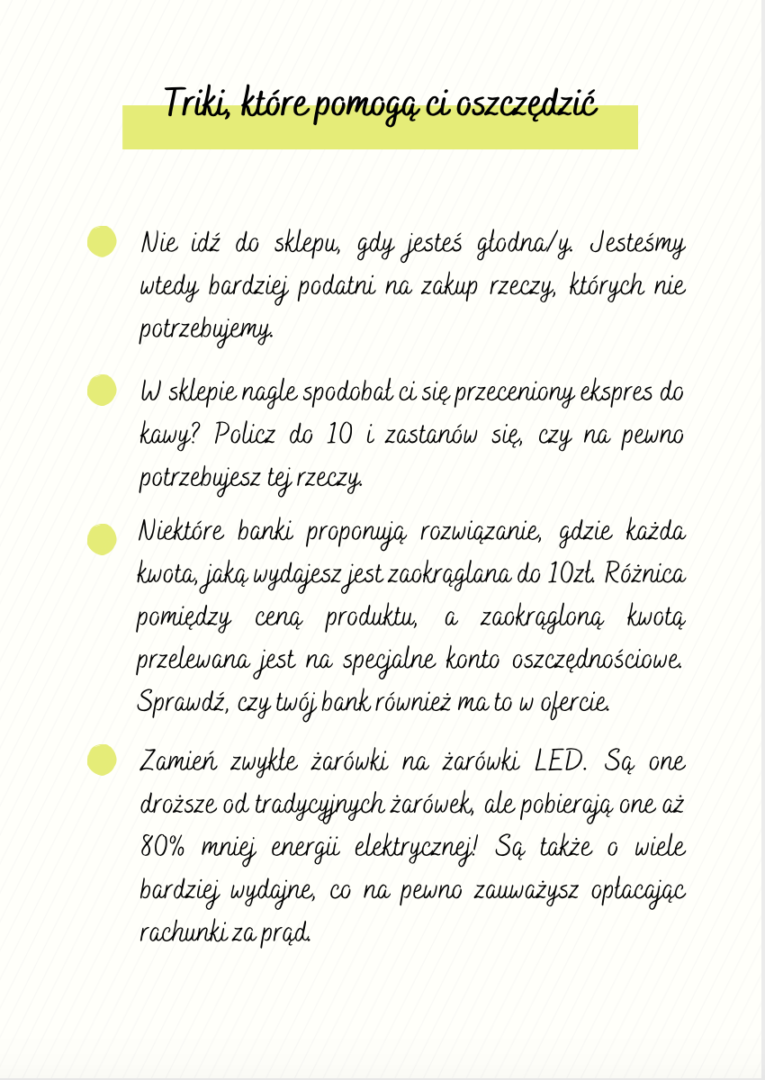 Triki, które pomogą ci oszczędzić
Nie idź do sklepu, gdy jesteś głodna/y. Jesteśmy
wtedy bardziej podatni na zakup rzeczy, których nie
potrzebujemy.
W sklepie nagle spodobał ci się przeceniony ekspres do
kawy? Policz do 10 i zastanów się, czy na pewno
potrzebujesz tej rzeczy.
Niektóre banki proponują rozwiązanie, gdzie każda
kwota, jaką wydajesz jest zaokrąglana do 10zł. Różnica
pomiędzy ceną produktu, a zaokrągloną kwotą
przelewana jest na specjalne konto oszczędnościowe.
Sprawdź, czy twój bank również ma to w ofercie.
Zamień zwykłe żarówki na żarówki LED. Są one
droższe od tradycyjnych żarówek, ale pobierają one aż
80% mniej energii elektrycznej! Są także o wiele
bardziej wydajne, co na pewno zauważysz opłacając
rachunki za prąd.